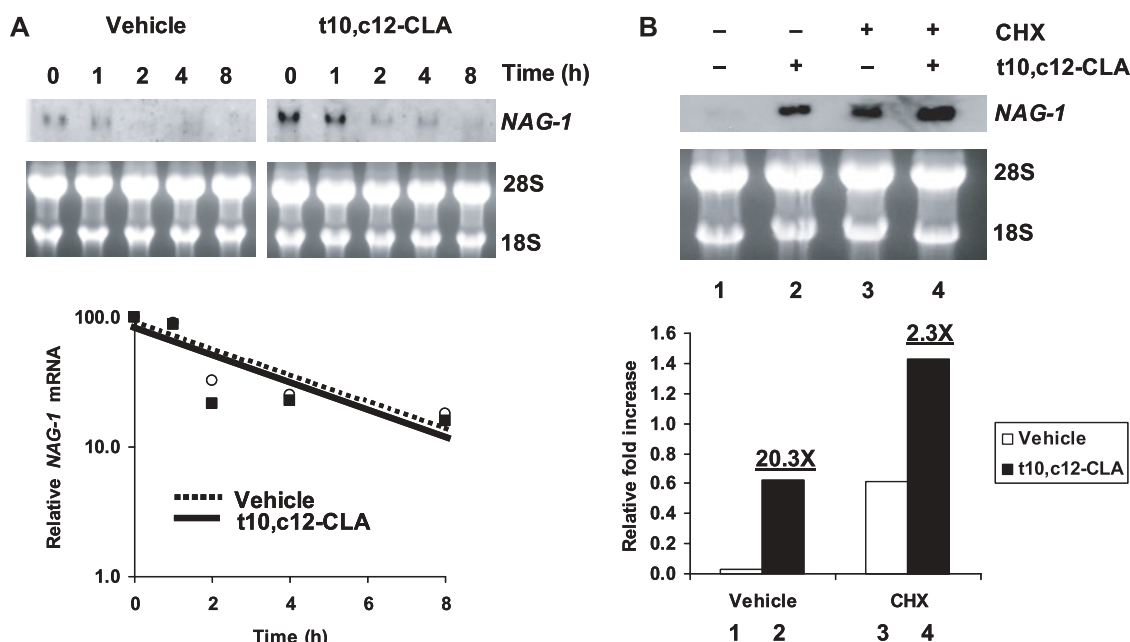 A
Vehicle
t10,c12-CLA
0 1 2 4 8
0 1 2 4 8
Time (h)
NAG-1
28S
18S
100.0
10.0
1.0
Relative NAG-1 mRNA
Vehicle
t10,c12-CLA
0 2 4 6 8
Time (h)
B
– – + + CHX
– + – + t10,c12-CLA
NAG-1
28S
18S
1 2 3 4
1.6
1.4
1.2
1.0
0.8
0.6
0.4
0.2
0.0
Relative fold increase
20.3X
2.3X
Vehicle
t10,c12-CLA
Vehicle CHX
1 2 3 4